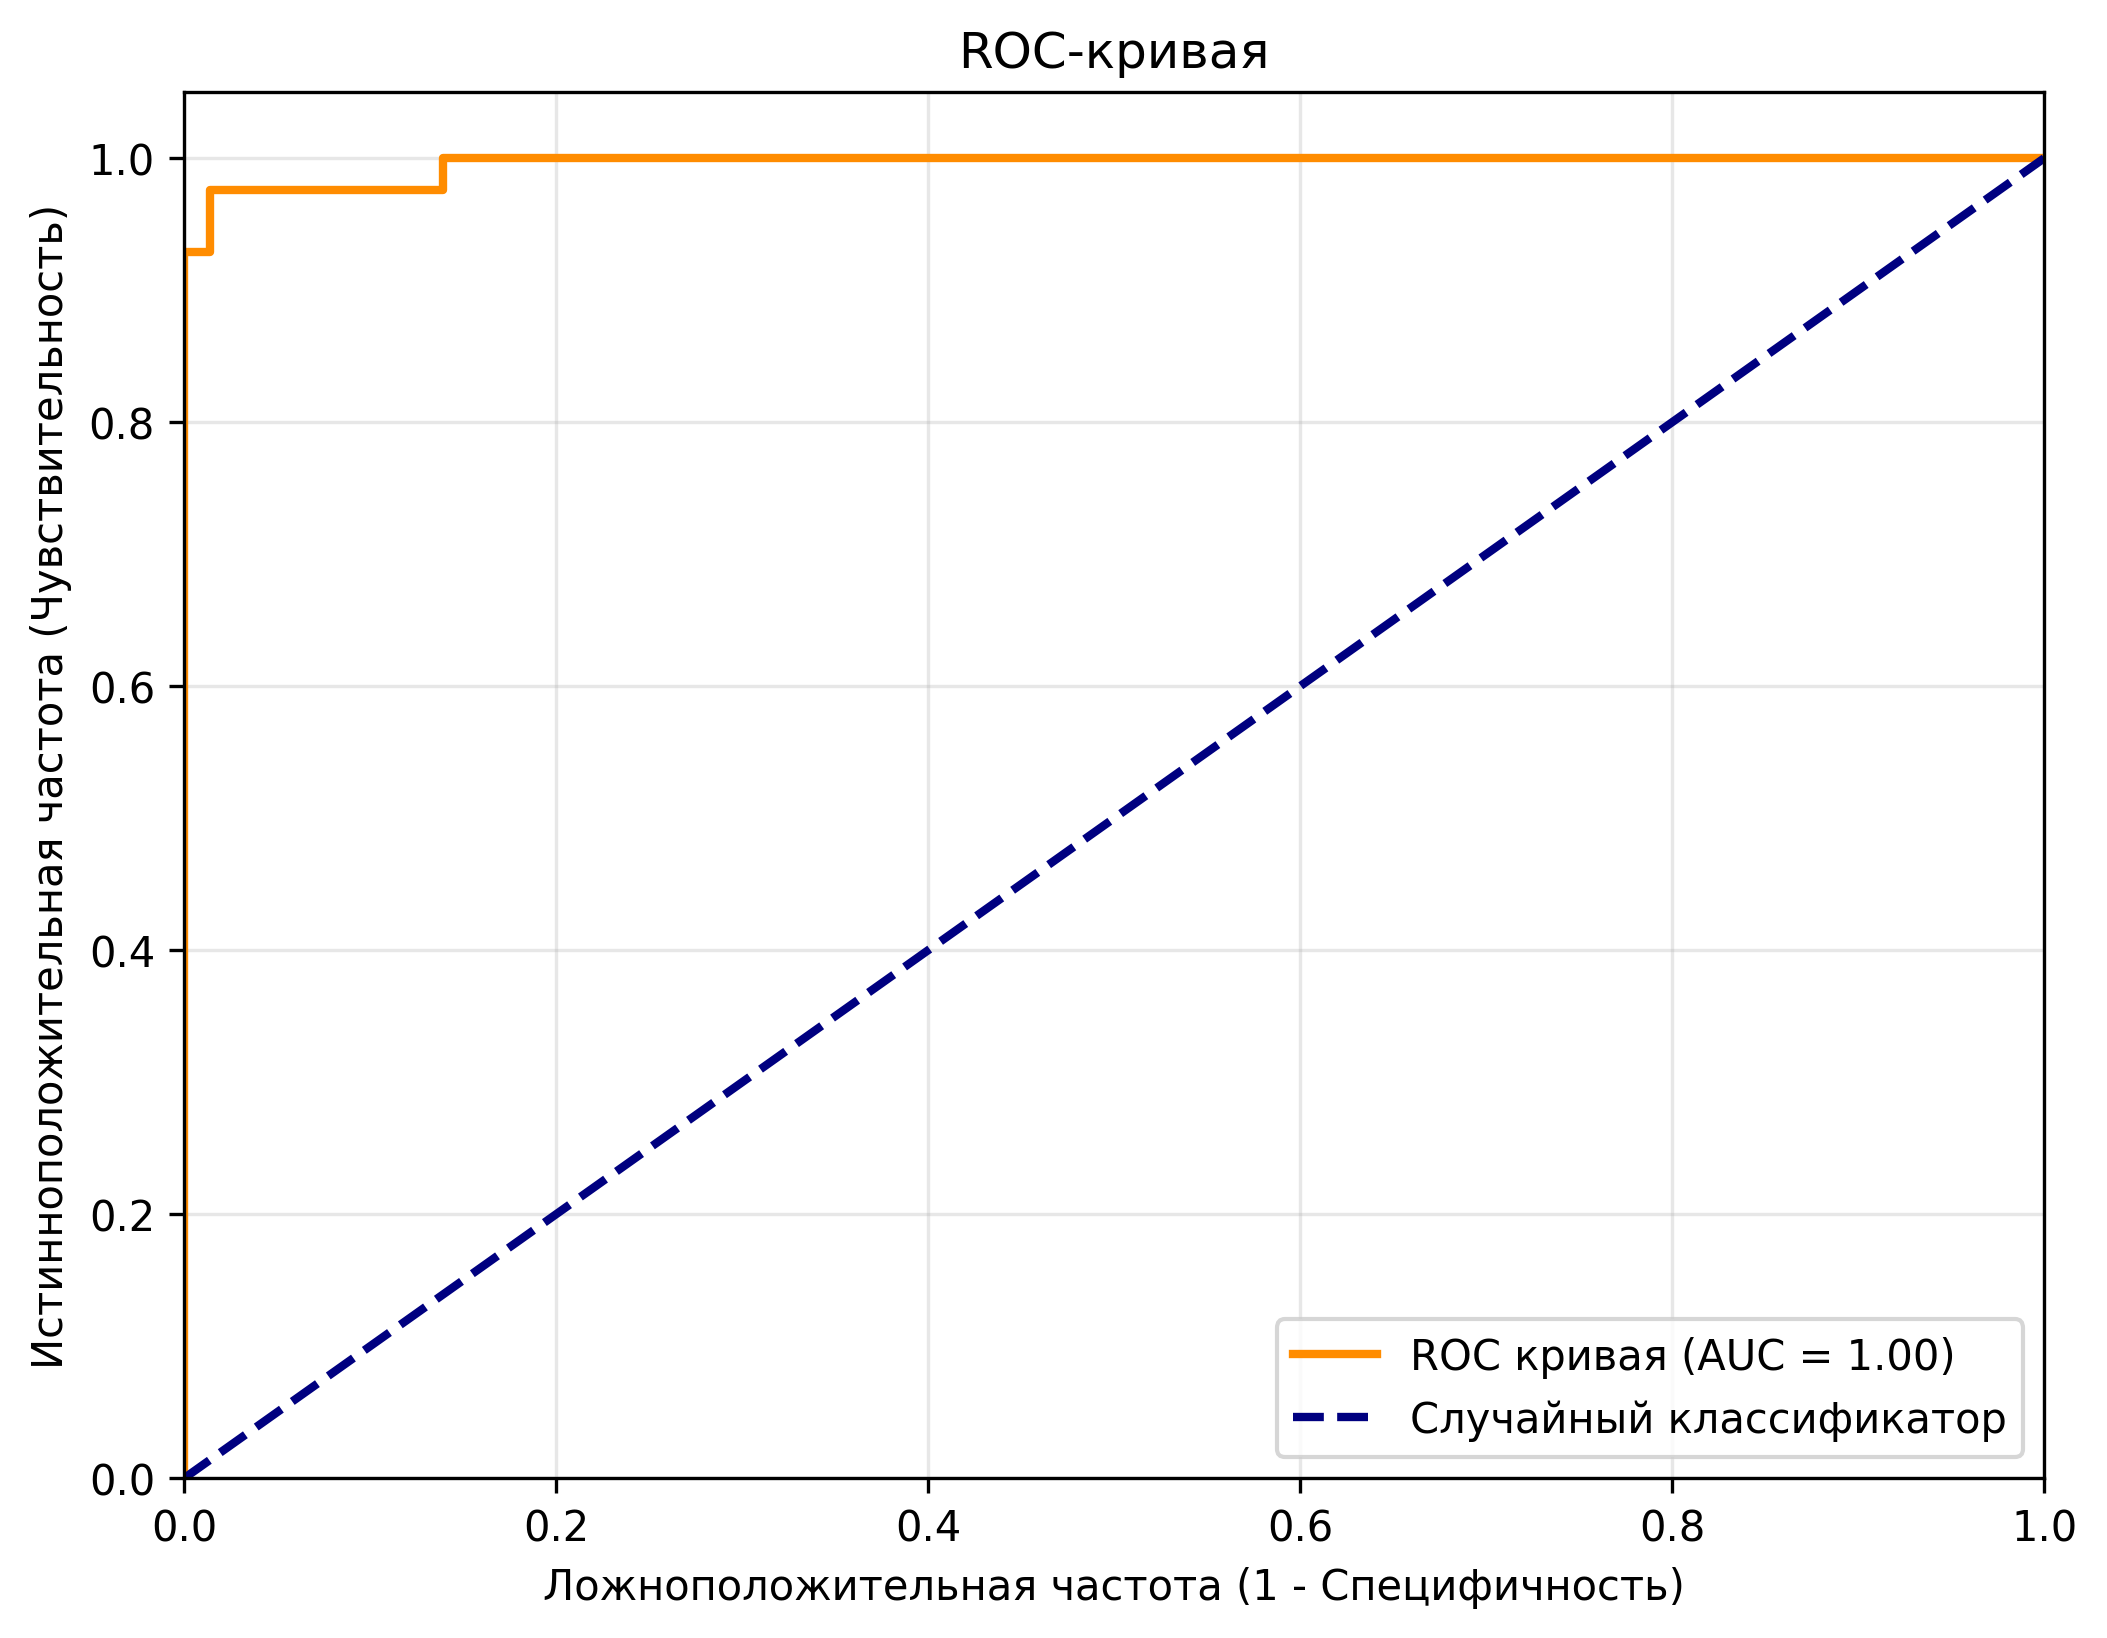 ROC-кривая
Истинноположительная частота (Чувствительность)
1.0
0.8
0.6
0.4
0.2
0.0
0.0 0.2 0.4 0.6 0.8 1.0
Ложноположительная частота (1 - Специфичность)
ROC кривая (AUC = 1.00)
Случайный классификатор